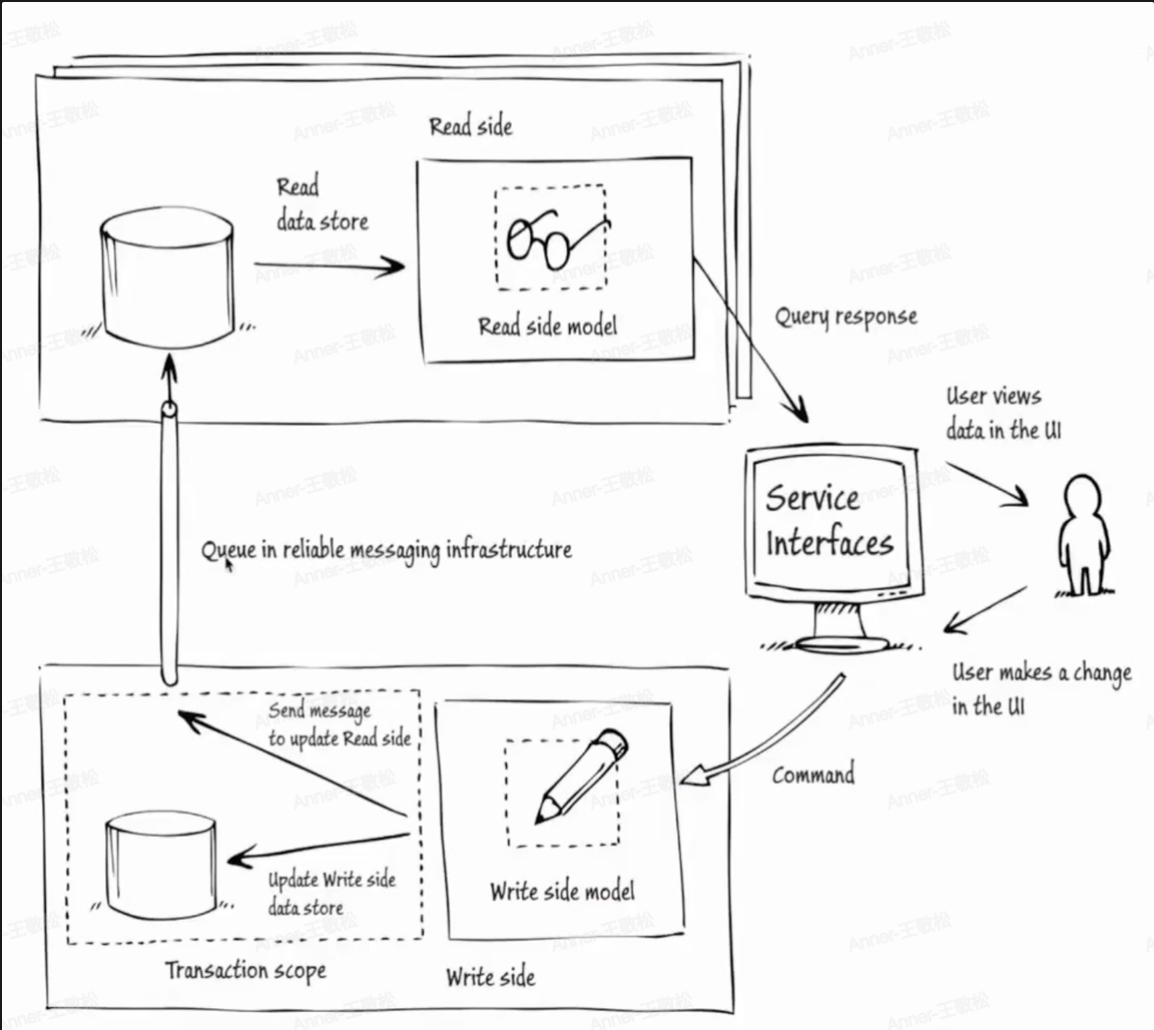 Read side
Read
data store
Read side model
Query response
User views
data in the UI
Service
Interfaces
Queue in reliable messaging infrastructure
User makes a change
in the UI
Send message
to update Read side
Command
Update Write side
data store
Write side model
Transaction scope
Write side
Anner-王敬松